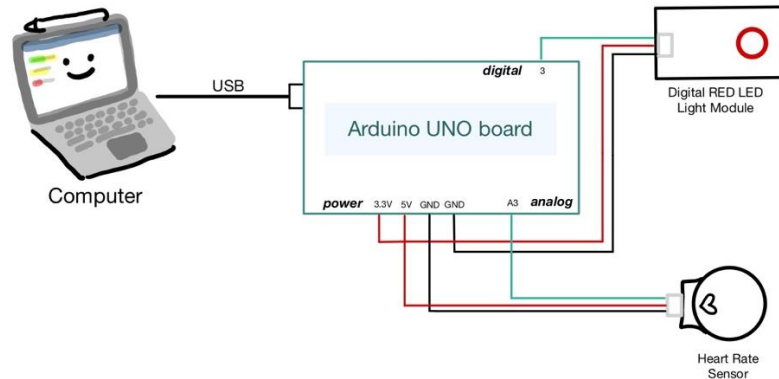 digital
3
USB
Arduino UNO board
Digital RED LED
Light Module
Computer
power 3.3V 5V GND GND A3 analog
Heart Rate
Sensor